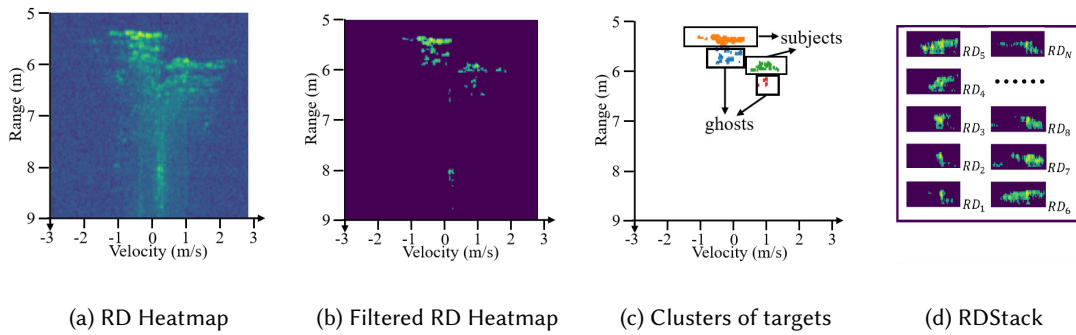 5
6
7
8
9
Range (m)
-3 -2 -1 0 1 2 3
Velocity (m/s)
(a) RD Heatmap
5
6
7
8
9
Range (m)
-3 -2 -1 0 1 2 3
Velocity (m/s)
(b) Filtered RD Heatmap
5
6
7
8
9
Range (m)
subjects
ghosts
-3 -2 -1 0 1 2 3
Velocity (m/s)
(c) Clusters of targets
RD₅ RD_N
RD₄ ······
RD₃ RD₈
RD₂ RD₇
RD₁ RD₆
(d) RDStack